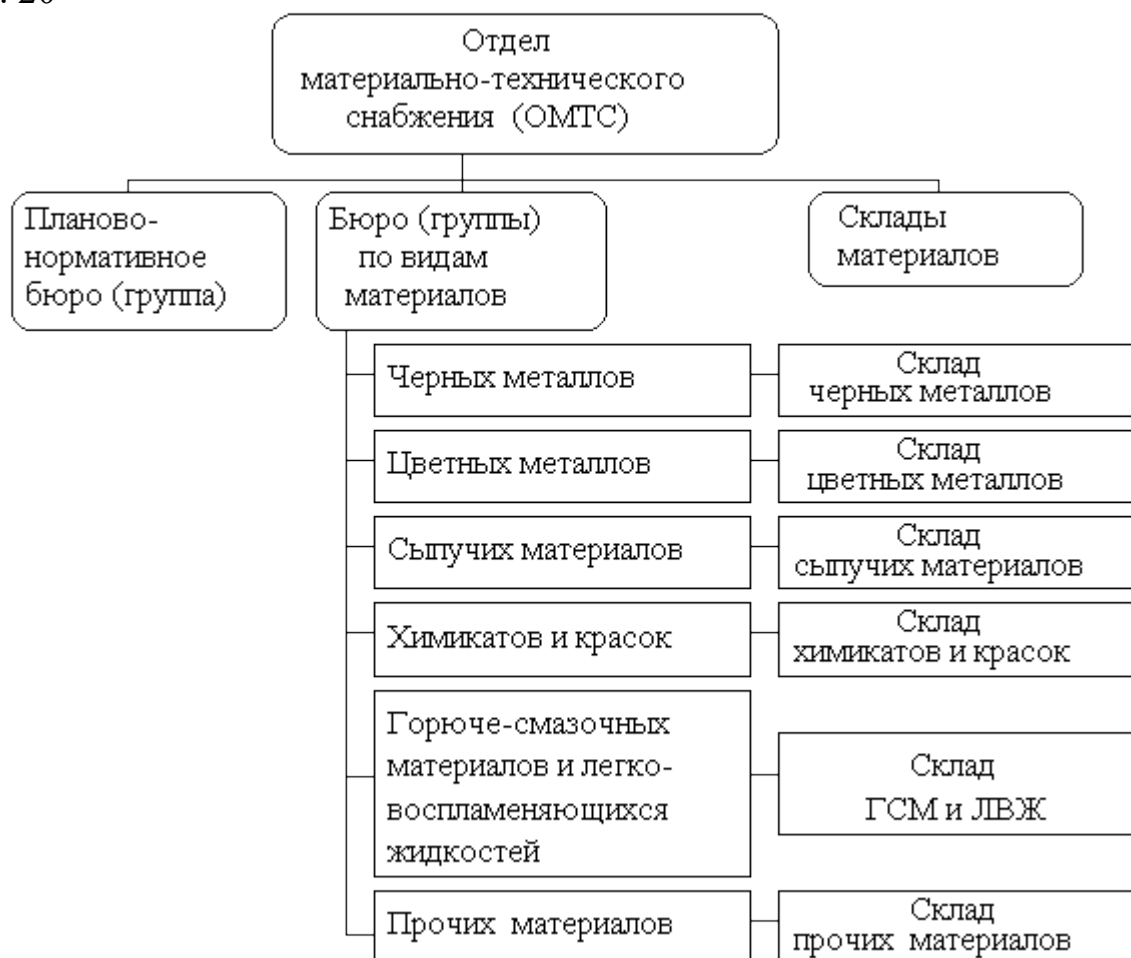 . 20
Отдел
материально-технического
снабжения (ОМТС)
Планово-
нормативное
бюро (группа)
Бюро (группы)
по видам
материалов
Склады
материалов
Черных металлов
Склад
черных металлов
Цветных металлов
Склад
цветных металлов
Сыпучих материалов
Склад
сыпучих материалов
Химикатов и красок
Склад
химикатов и красок
Горюче-смазочных
материалов и легко-
воспламеняющихся
жидкостей
Склад
ГСМ и ЛВЖ
Прочих материалов
Склад
прочих материалов